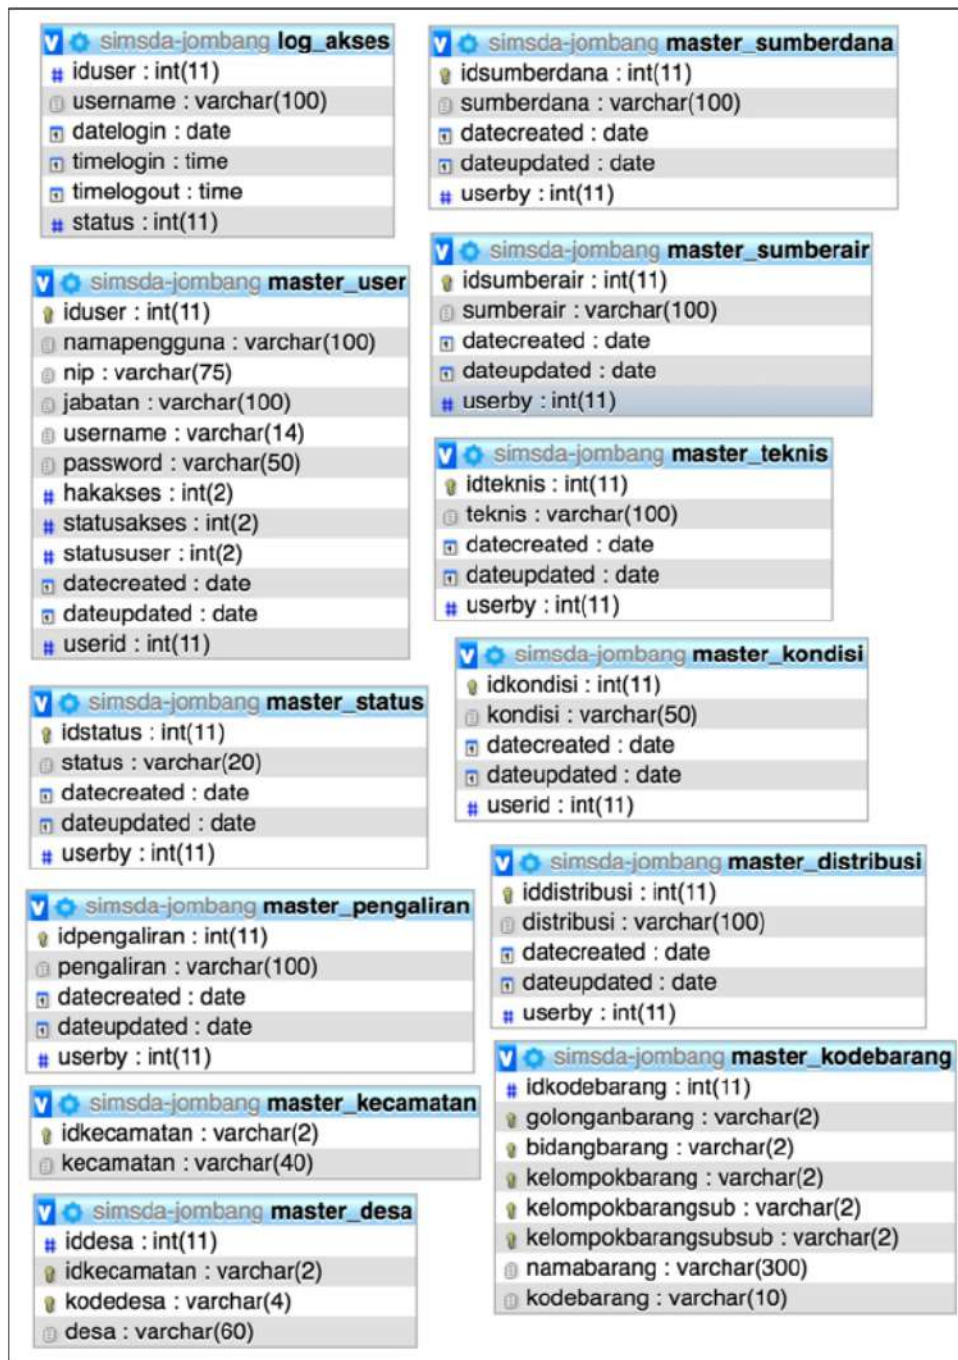 simsda-jombang log_akses
iduser : int(11)
username : varchar(100)
datelogin : date
timelogin : time
timelogout : time
status : int(11)
simsda-jombang master_user
iduser : int(11)
namapengguna : varchar(100)
nip : varchar(75)
jabatan : varchar(100)
username : varchar(14)
password : varchar(50)
hakakses : int(2)
statusakses : int(2)
statususer : int(2)
datecreated : date
dateupdated : date
userid : int(11)
simsda-jombang master_status
idstatus : int(11)
status : varchar(20)
datecreated : date
dateupdated : date
userby : int(11)
simsda-jombang master_pengaliran
idpengaliran : int(11)
pengaliran : varchar(100)
datecreated : date
dateupdated : date
userby : int(11)
simsda-jombang master_kecamatan
idkecamatan : varchar(2)
kecamatan : varchar(40)
simsda-jombang master_desa
iddesa : int(11)
idkecamatan : varchar(2)
kodedesa : varchar(4)
desa : varchar(60)
simsda-jombang master_sumberdana
idsumberdana : int(11)
sumberdana : varchar(100)
datecreated : date
dateupdated : date
userby : int(11)
simsda-jombang master_sumberair
idsumberair : int(11)
sumberair : varchar(100)
datecreated : date
dateupdated : date
userby : int(11)
simsda-jombang master_teknis
idteknis : int(11)
teknis : varchar(100)
datecreated : date
dateupdated : date
userby : int(11)
simsda-jombang master_kondisi
idkondisi : int(11)
kondisi : varchar(50)
datecreated : date
dateupdated : date
userid : int(11)
simsda-jombang master_distribusi
iddistribusi : int(11)
distribusi : varchar(100)
datecreated : date
dateupdated : date
userby : int(11)
simsda-jombang master_kodebarang
idkodebarang : int(11)
golonganbarang : varchar(2)
bidangbarang : varchar(2)
kelompokbarang : varchar(2)
kelompokbarangsub : varchar(2)
kelompokbarangsubsub : varchar(2)
namabarang : varchar(300)
kodebarang : varchar(10)